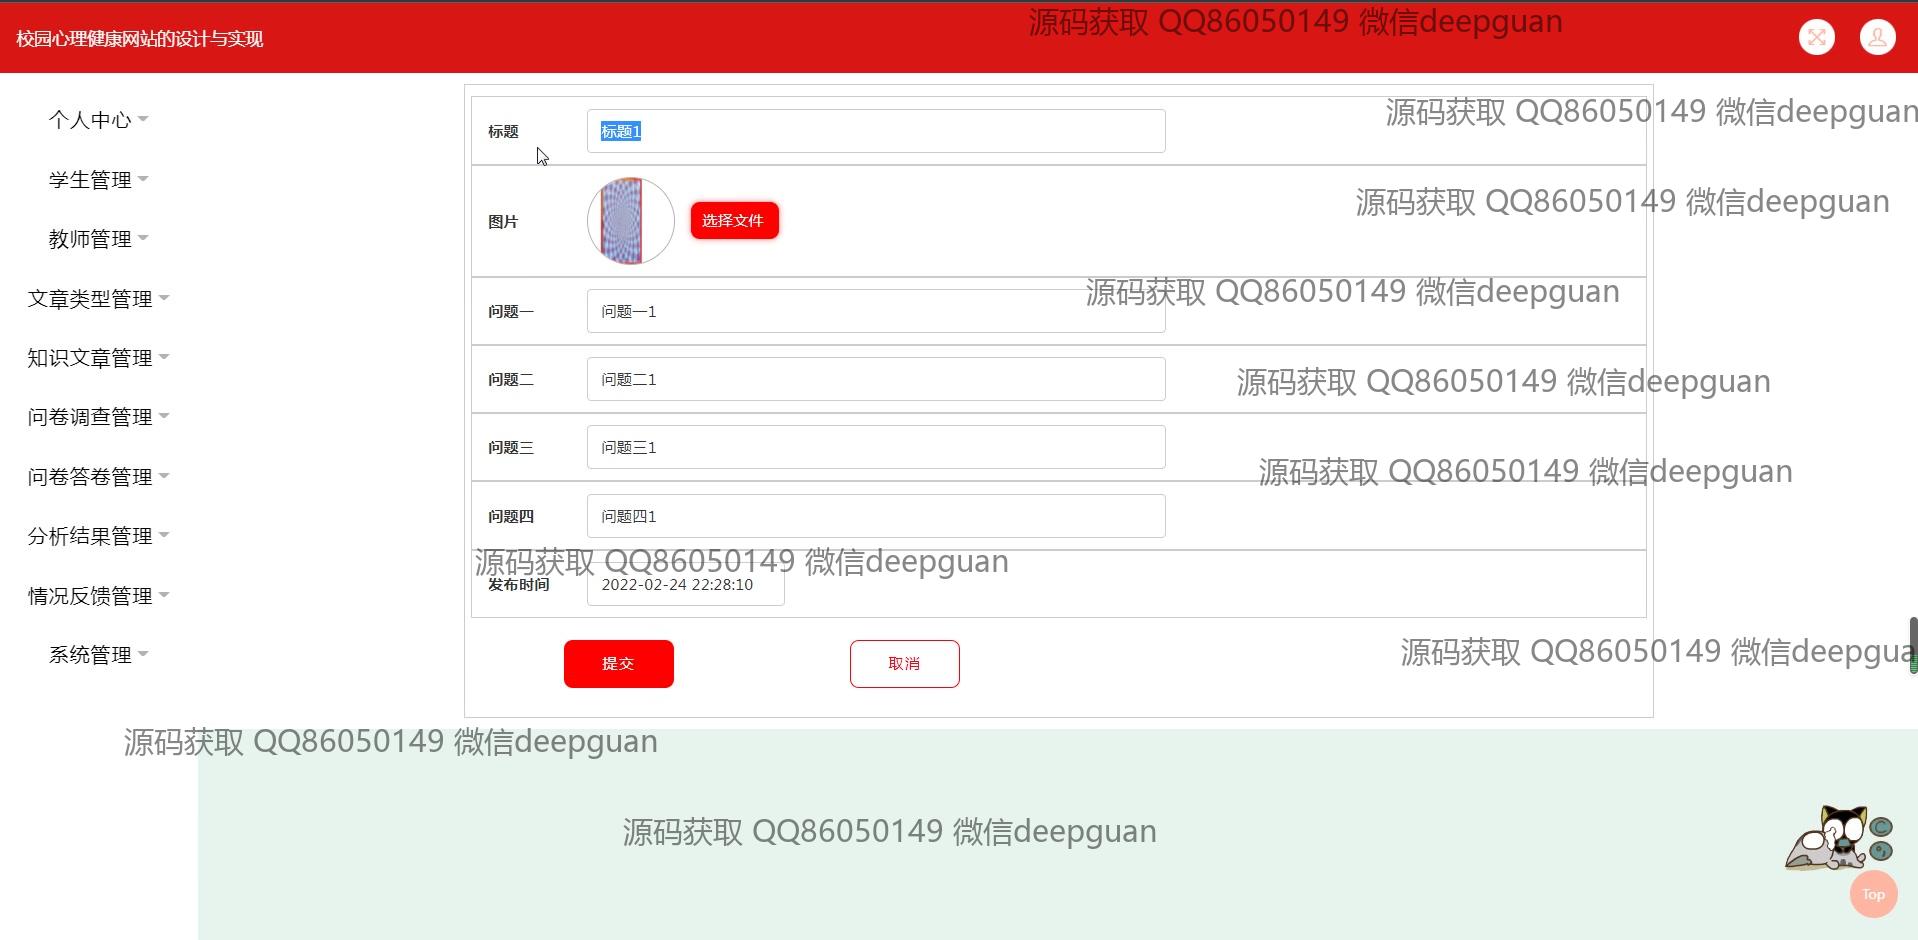 源码获取 QQ86050149 微信deepguan
校园心理健康网站的设计与实现
个人中心
学生管理
教师管理
文章类型管理
知识文章管理
问卷调查管理
问卷答卷管理
分析结果管理
情况反馈管理
系统管理
标题 标题1
源码获取 QQ86050149 微信deepguan
源码获取 QQ86050149 微信deepguan
图片 选择文件
源码获取 QQ86050149 微信deepguan
问题一 问题一1
问题二 问题二1
源码获取 QQ86050149 微信deepguan
问题三 问题三1
源码获取 QQ86050149 微信deepguan
问题四 问题四1
源码获取 QQ86050149 微信deepguan
发布时间 2022-02-24 22:28:10
提交 取消
源码获取 QQ86050149 微信deepgua
源码获取 QQ86050149 微信deepguan
源码获取 QQ86050149 微信deepguan
Top